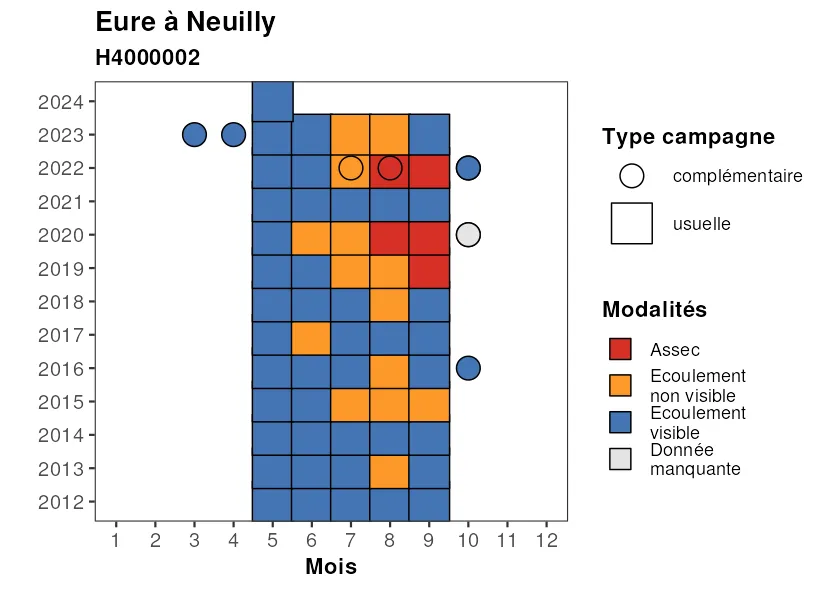 Eure à Neuilly
H4000002
2024
2023
2022
2021
2020
2019
2018
2017
2016
2015
2014
2013
2012
1 2 3 4 5 6 7 8 9 10 11 12
Mois
Type campagne
complémentaire
usuelle
Modalités
Assec
Ecoulement
non visible
Ecoulement
visible
Donnée
manquante